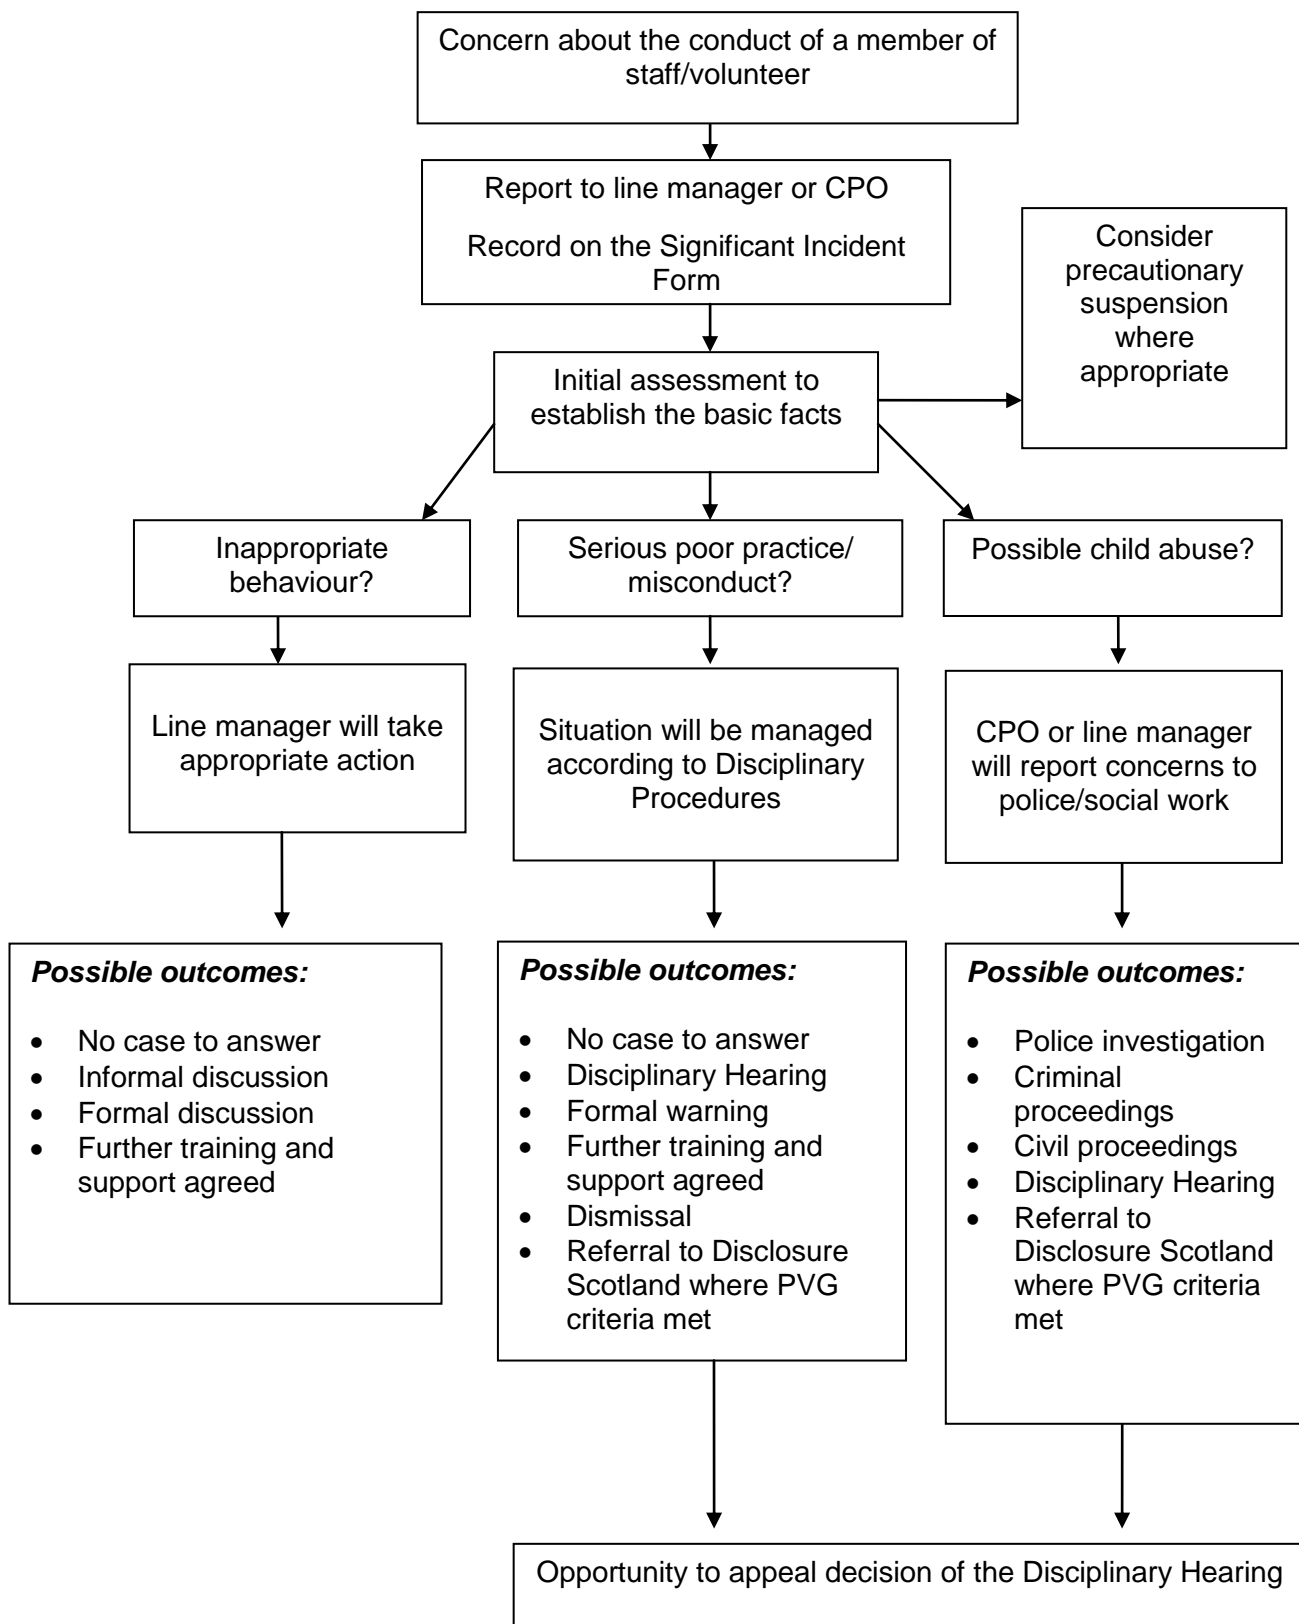 Concern about the conduct of a member of
staff/volunteer
Report to line manager or CPO
Record on the Significant Incident
Form
Consider
precautionary
suspension
where
appropriate
Initial assessment to
establish the basic facts
Inappropriate
behaviour?
Serious poor practice/
misconduct?
Possible child abuse?
Line manager will take
appropriate action
Situation will be managed
according to Disciplinary
Procedures
CPO or line manager
will report concerns to
police/social work
Possible outcomes:
• No case to answer
• Informal discussion
• Formal discussion
• Further training and
support agreed
Possible outcomes:
• No case to answer
• Disciplinary Hearing
• Formal warning
• Further training and
support agreed
• Dismissal
• Referral to Disclosure
Scotland where PVG
criteria met
Possible outcomes:
• Police investigation
• Criminal
proceedings
• Civil proceedings
• Disciplinary Hearing
• Referral to
Disclosure Scotland
where PVG criteria
met
Opportunity to appeal decision of the Disciplinary Hearing